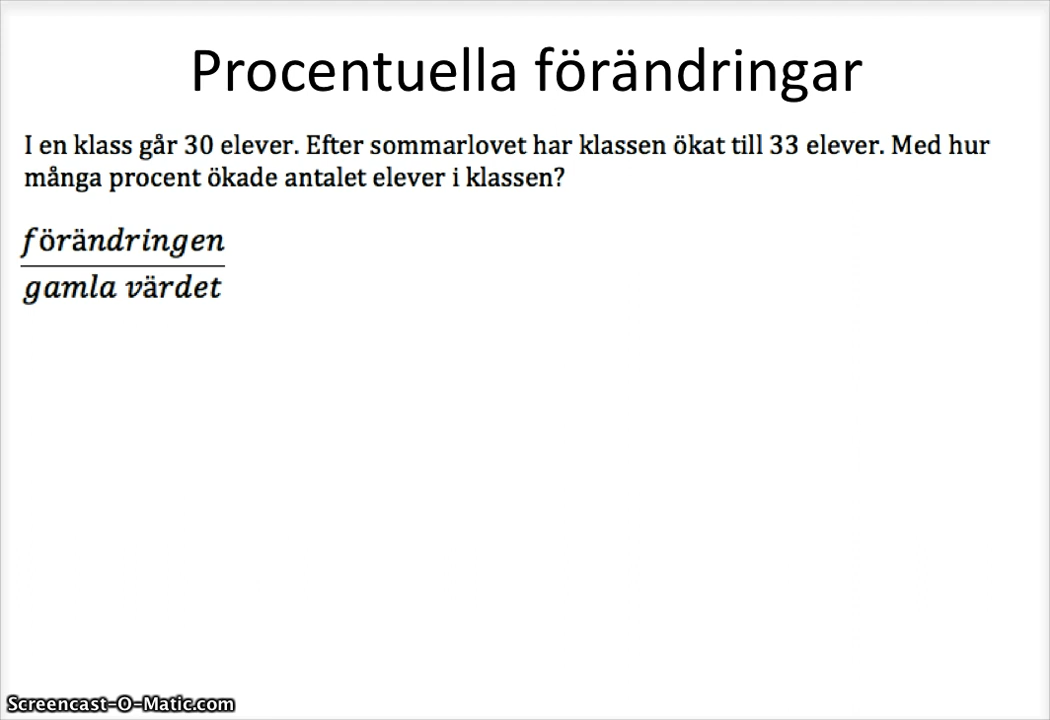 Procentuella förändringar
I en klass går 30 elever. Efter sommarlovet har klassen ökat till 33 elever. Med hur
många procent ökade antalet elever i klassen?
förändringen
gamla värdet
Screencast-O-Matic.com